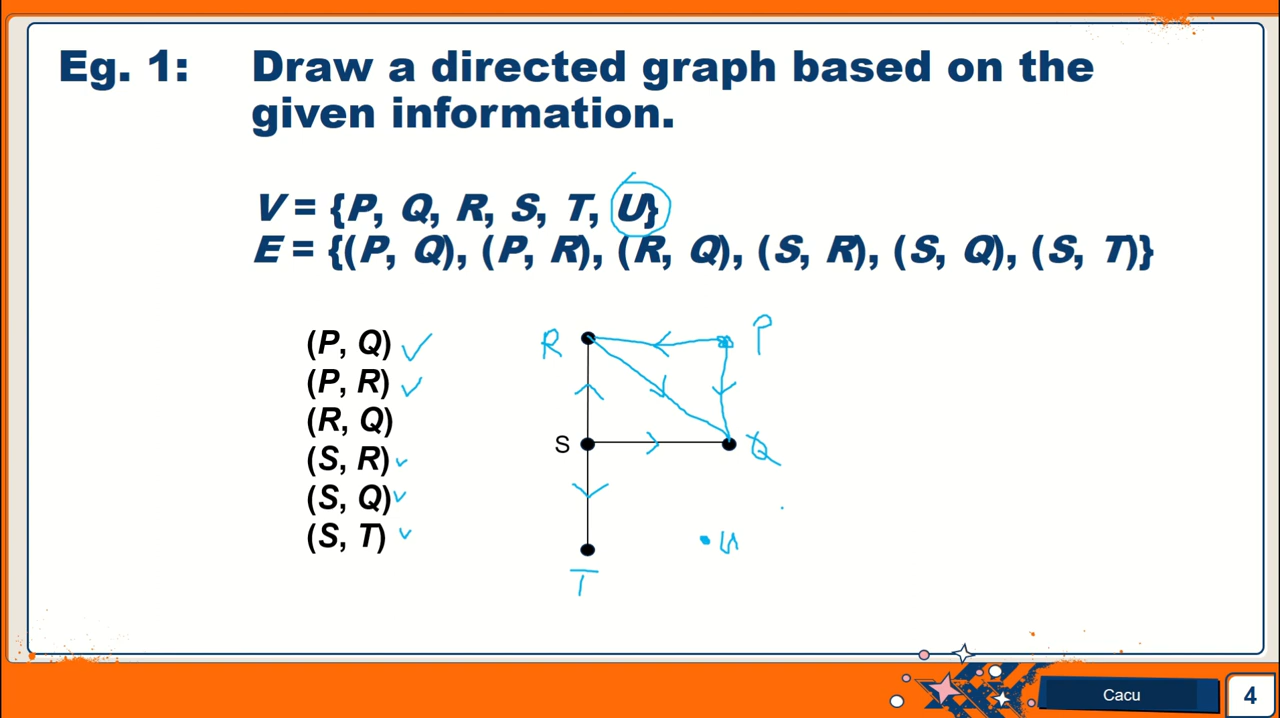 Eg. 1: Draw a directed graph based on the
given information.
V = {P, Q, R, S, T, U}
E = {(P, Q), (P, R), (R, Q), (S, R), (S, Q), (S, T)}
(P, Q)
(P, R)
(R, Q)
(S, R)
(S, Q)
(S, T)
R
P
S
Q
U
T
Cacu
4